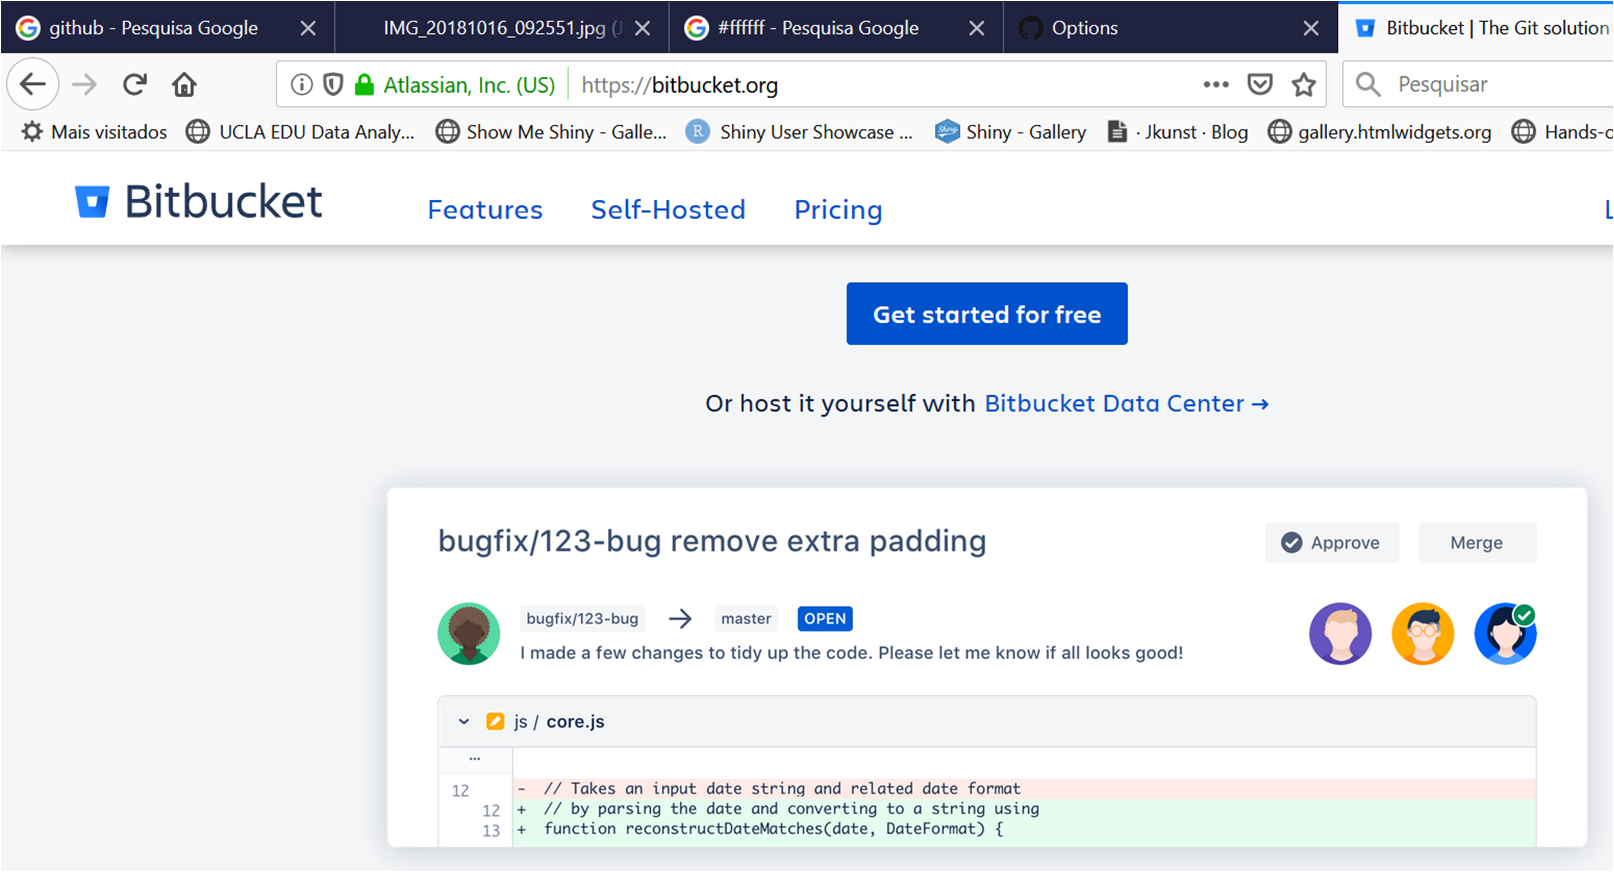 github - Pesquisa Google
IMG_20181016_092551.jpg (J
#ffffff - Pesquisa Google
Options
Bitbucket | The Git solution
Atlassian, Inc. (US)
https://bitbucket.org
Pesquisar
Mais visitados
UCLA EDU Data Analy...
Show Me Shiny - Galle...
R
Shiny User Showcase ...
Shiny
Shiny - Gallery
· Jkunst · Blog
gallery.htmlwidgets.org
Hands-o
Bitbucket
Features
Self-Hosted
Pricing
L
Get started for free
Or host it yourself with Bitbucket Data Center →
bugfix/123-bug remove extra padding
Approve
Merge
bugfix/123-bug → master OPEN
I made a few changes to tidy up the code. Please let me know if all looks good!
js / core.js
...
12 - // Takes an input date string and related date format
12 + // by parsing the date and converting to a string using
13 + function reconstructDateMatches(date, DateFormat) {